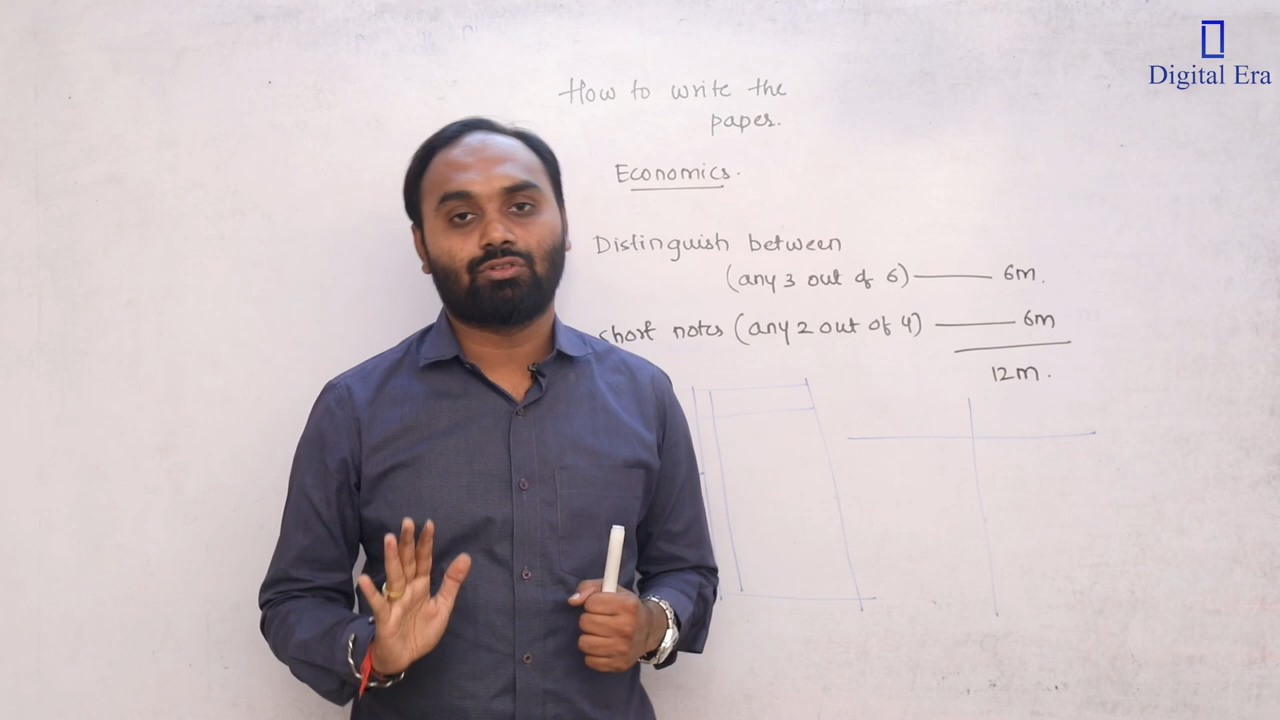 Digital Era
How to write the
paper.
Economics.
Distinguish between
(any 3 out of 6) —— 6m.
short notes (any 2 out of 4) —— 6m
12m.